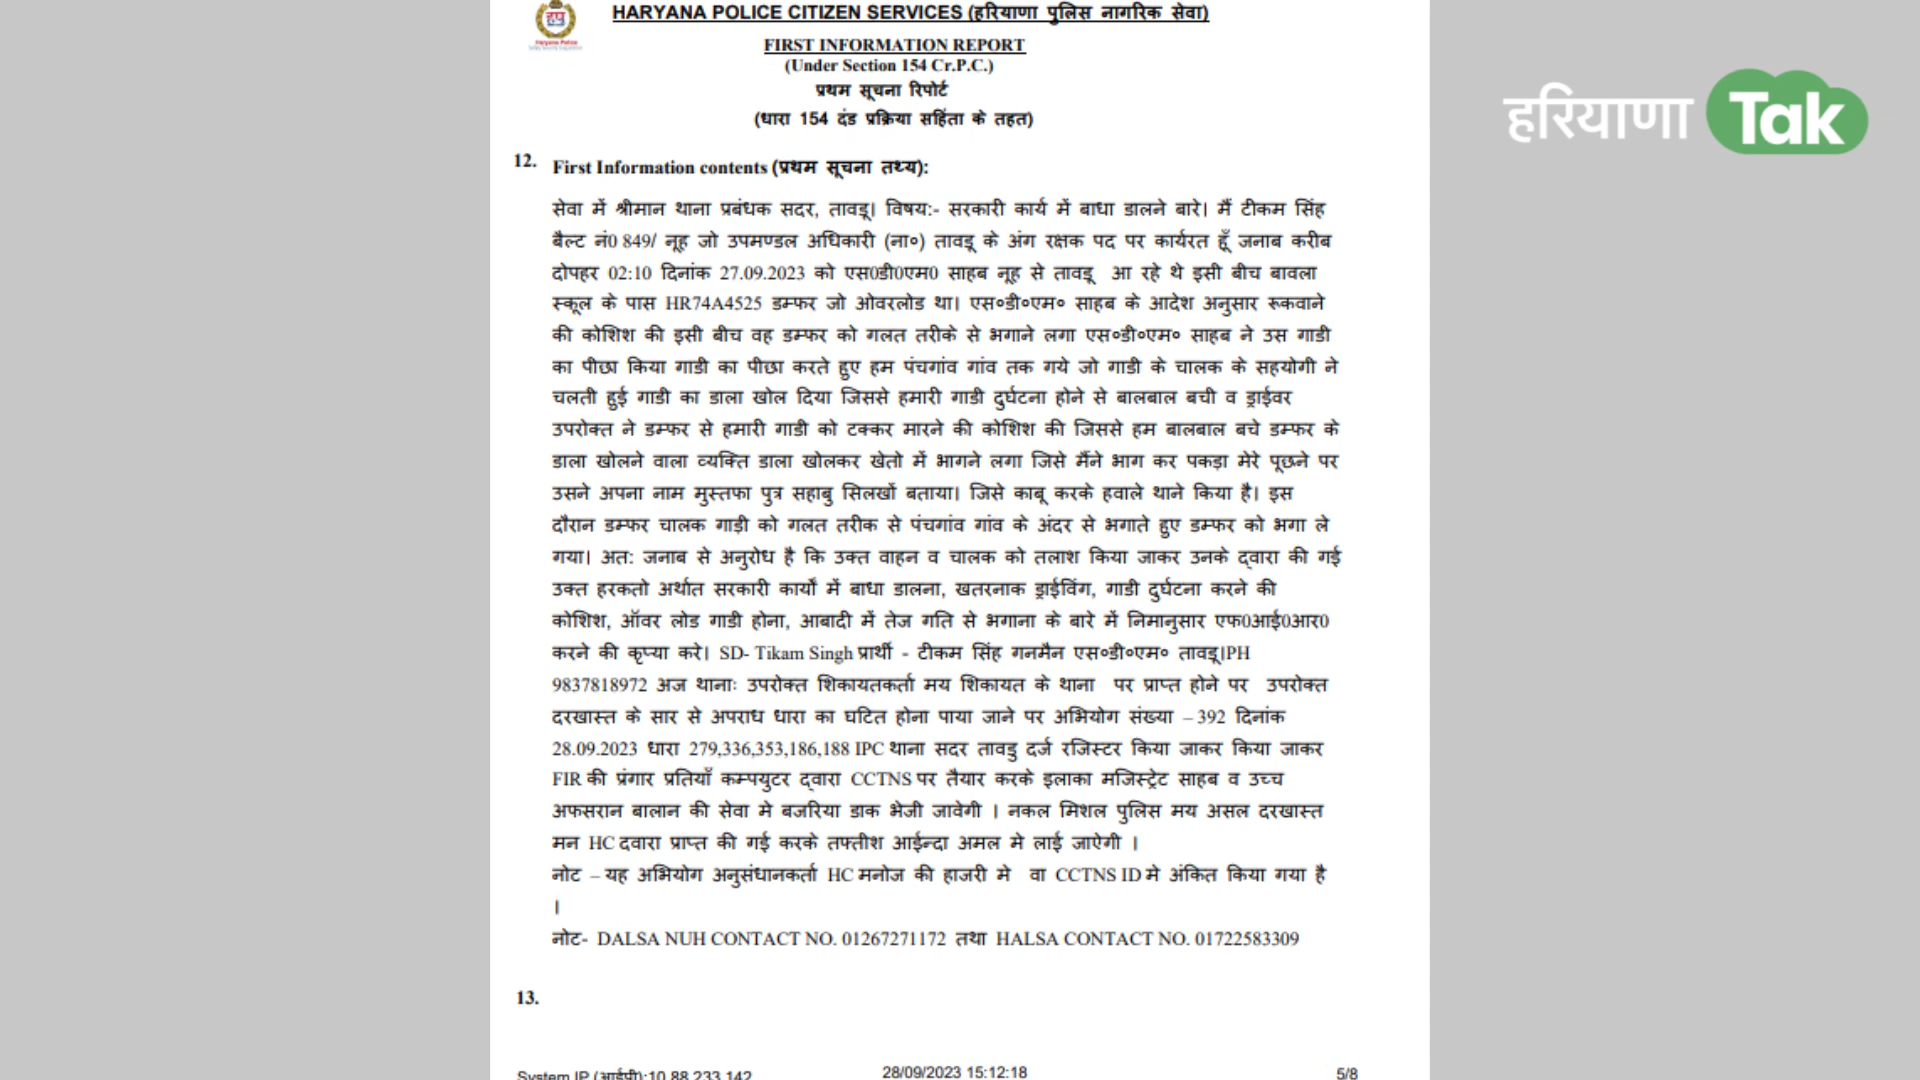 HARYANA POLICE CITIZEN SERVICES (हरियाणा पुलिस नागरिक सेवा)
Haryana Police
FIRST INFORMATION REPORT
(Under Section 154 Cr.P.C.)
प्रथम सूचना रिपोर्ट
(धारा 154 दंड प्रक्रिया सहिंता के तहत)
हरियाणा Tak
12. First Information contents (प्रथम सूचना तथ्य):
सेवा में श्रीमान थाना प्रबंधक सदर, तावडू। विषय:- सरकारी कार्य में बाधा डालने बारे। मैं टीकम सिंह
बैल्ट नं0 849/ नूह जो उपमण्डल अधिकारी (ना०) तावडू के अंग रक्षक पद पर कार्यरत हूँ जनाब करीब
दोपहर 02:10 दिनांक 27.09.2023 को एस0डी0एम0 साहब नूह से तावडू आ रहे थे इसी बीच बावला
स्कूल के पास HR74A4525 डम्फर जो ओवरलोड था। एस०डी०एम० साहब के आदेश अनुसार रूकवाने
की कोशिश की इसी बीच वह डम्फर को गलत तरीके से भगाने लगा एस०डी०एम० साहब ने उस गाडी
का पीछा किया गाडी का पीछा करते हुए हम पंचगांव गांव तक गये जो गाडी के चालक के सहयोगी ने
चलती हुई गाडी का डाला खोल दिया जिससे हमारी गाडी दुर्घटना होने से बालबाल बची व ड्राईवर
उपरोक्त ने डम्फर से हमारी गाडी को टक्कर मारने की कोशिश की जिससे हम बालबाल बचे डम्फर के
डाला खोलने वाला व्यक्ति डाला खोलकर खेतो में भागने लगा जिसे मैंने भाग कर पकड़ा मेरे पूछने पर
उसने अपना नाम मुस्तफा पुत्र सहाबु सिलखों बताया। जिसे काबू करके हवाले थाने किया है। इस
दौरान डम्फर चालक गाड़ी को गलत तरीक से पंचगांव गांव के अंदर से भगाते हुए डम्फर को भगा ले
गया। अत: जनाब से अनुरोध है कि उक्त वाहन व चालक को तलाश किया जाकर उनके द्वारा की गई
उक्त हरकतो अर्थात सरकारी कार्यों में बाधा डालना, खतरनाक ड्राईविंग, गाडी दुर्घटना करने की
कोशिश, ऑवर लोड गाडी होना, आबादी में तेज गति से भगाना के बारे में निमानुसार एफ0आई0आर0
करने की कृप्या करे। SD- Tikam Singh प्रार्थी - टीकम सिंह गनमैन एस०डी०एम० तावडू।PH
9837818972 अज थानाः उपरोक्त शिकायतकर्ता मय शिकायत के थाना पर प्राप्त होने पर उपरोक्त
दरखास्त के सार से अपराध धारा का घटित होना पाया जाने पर अभियोग संख्या – 392 दिनांक
28.09.2023 धारा 279,336,353,186,188 IPC थाना सदर तावडु दर्ज रजिस्टर किया जाकर किया जाकर
FIR की प्रंगार प्रतियाँ कम्पयुटर द्वारा CCTNS पर तैयार करके इलाका मजिस्ट्रेट साहब व उच्च
अफसरान बालान की सेवा मे बजरिया डाक भेजी जावेगी । नकल मिशल पुलिस मय असल दरखास्त
मन HC दवारा प्राप्त की गई करके तफ्तीश आईन्दा अमल मे लाई जाऐगी ।
नोट – यह अभियोग अनुसंधानकर्ता HC मनोज की हाजरी मे वा CCTNS ID मे अंकित किया गया है
।
नोट- DALSA NUH CONTACT NO. 01267271172 तथा HALSA CONTACT NO. 01722583309
13.
System IP (आईपी):10.88.233.142 28/09/2023 15:12:18 5/8